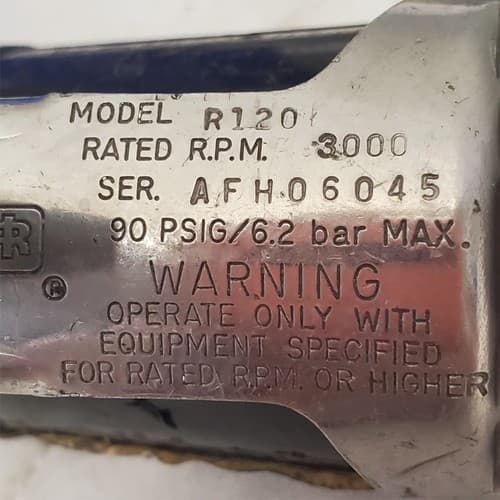 MODEL R120
RATED R.P.M. 3000
SER. AFH06045
90 PSIG/6.2 bar MAX.
IR
®
WARNING
OPERATE ONLY WITH
EQUIPMENT SPECIFIED
FOR RATED R.P.M. OR HIGHER